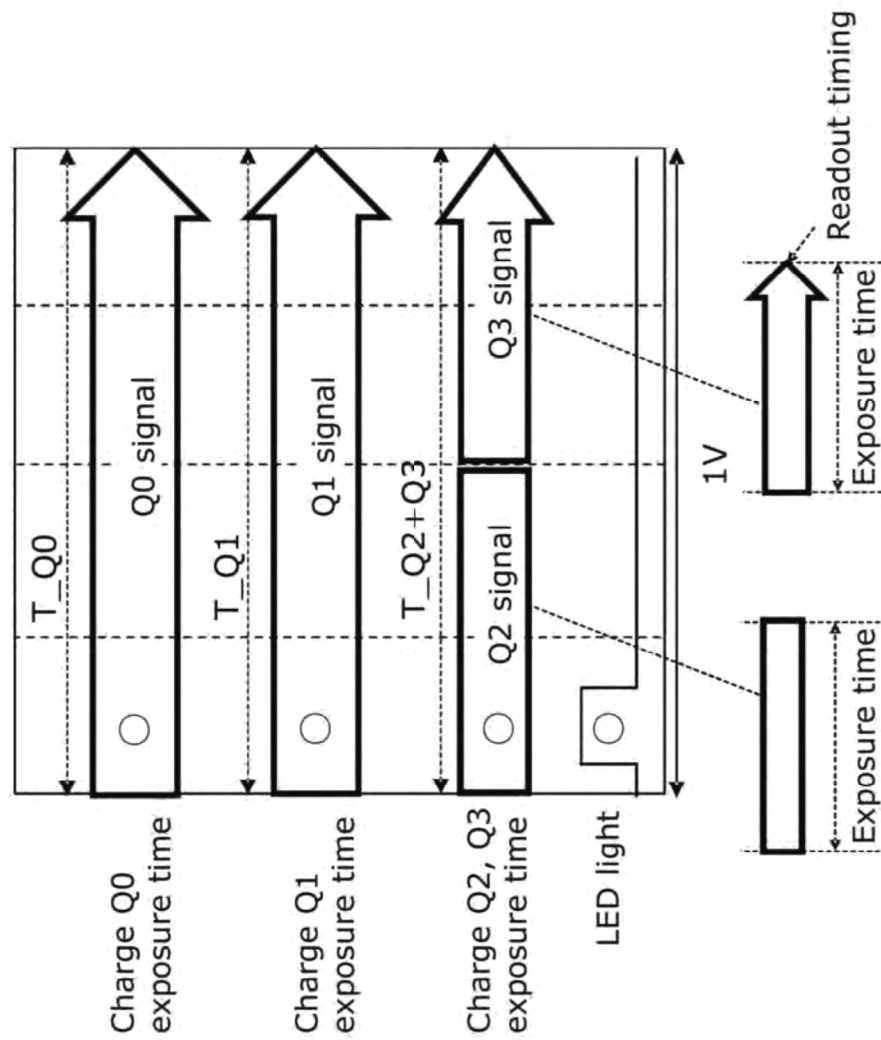 Charge Q0
exposure time
T_Q0
Q0 signal
Charge Q1
exposure time
T_Q1
Q1 signal
Charge Q2, Q3
exposure time
T_Q2+Q3
Q2 signal
Q3 signal
LED light
1V
Exposure time
Exposure time
Readout timing